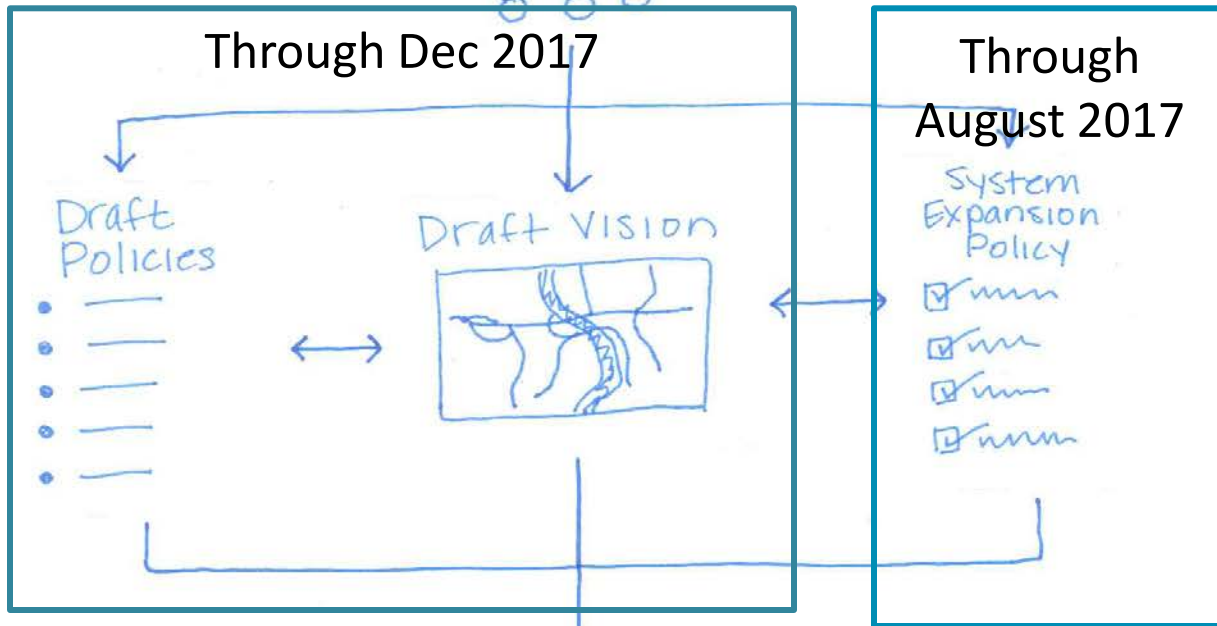 Through Dec 2017
Through
August 2017
Draft
Policies
Draft Vision
System
Expansion
Policy